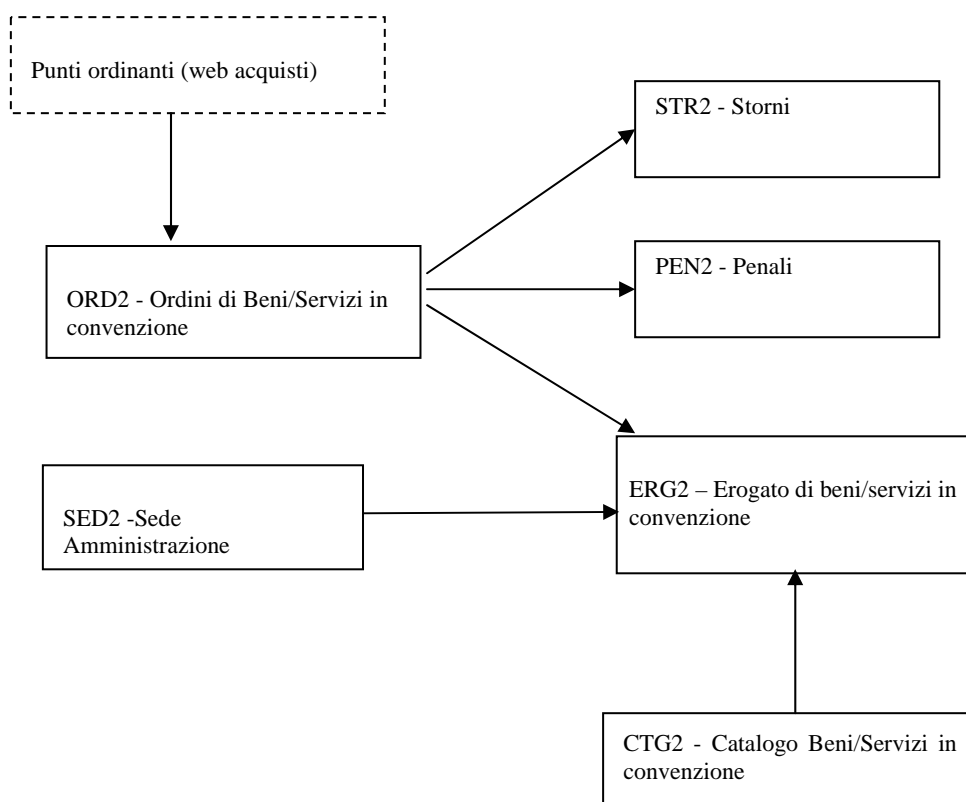 Punti ordinanti (web acquisti)
STR2 - Storni
PEN2 - Penali
ORD2 - Ordini di Beni/Servizi in
convenzione
ERG2 – Erogato di beni/servizi in
convenzione
SED2 -Sede
Amministrazione
CTG2 - Catalogo Beni/Servizi in
convenzione